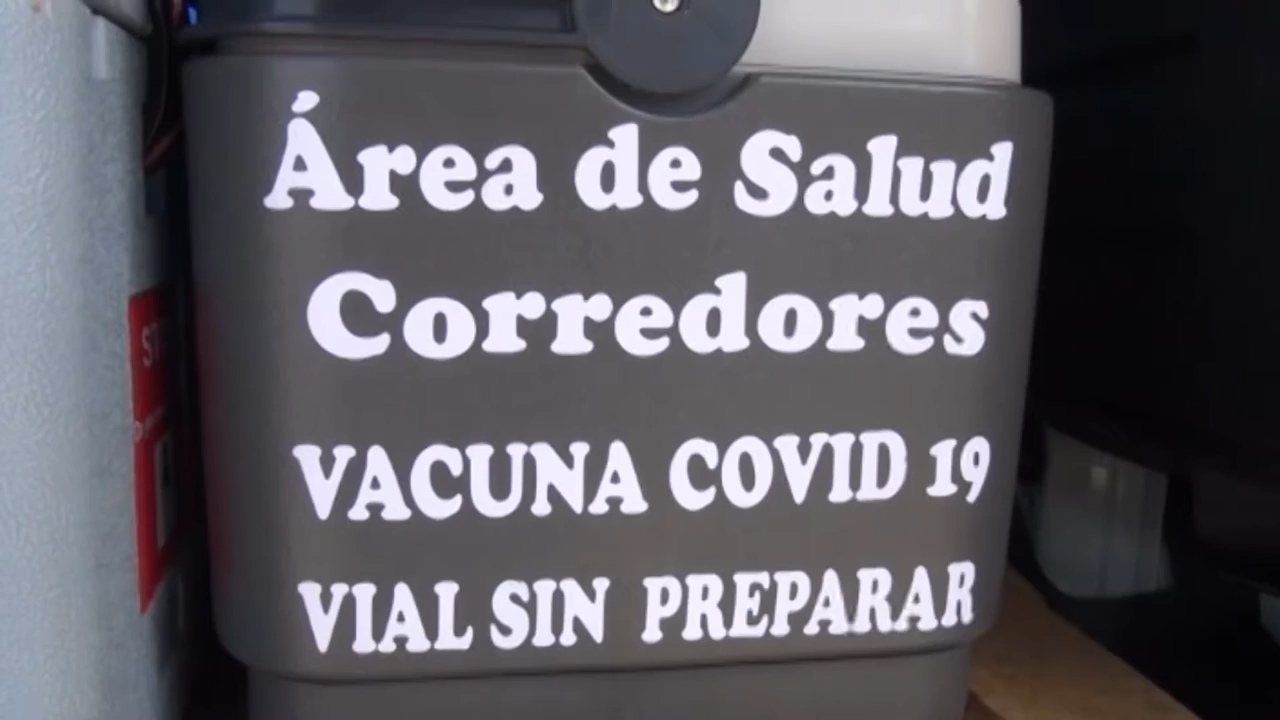 Área de Salud
Corredores
VACUNA COVID 19
VIAL SIN PREPARAR